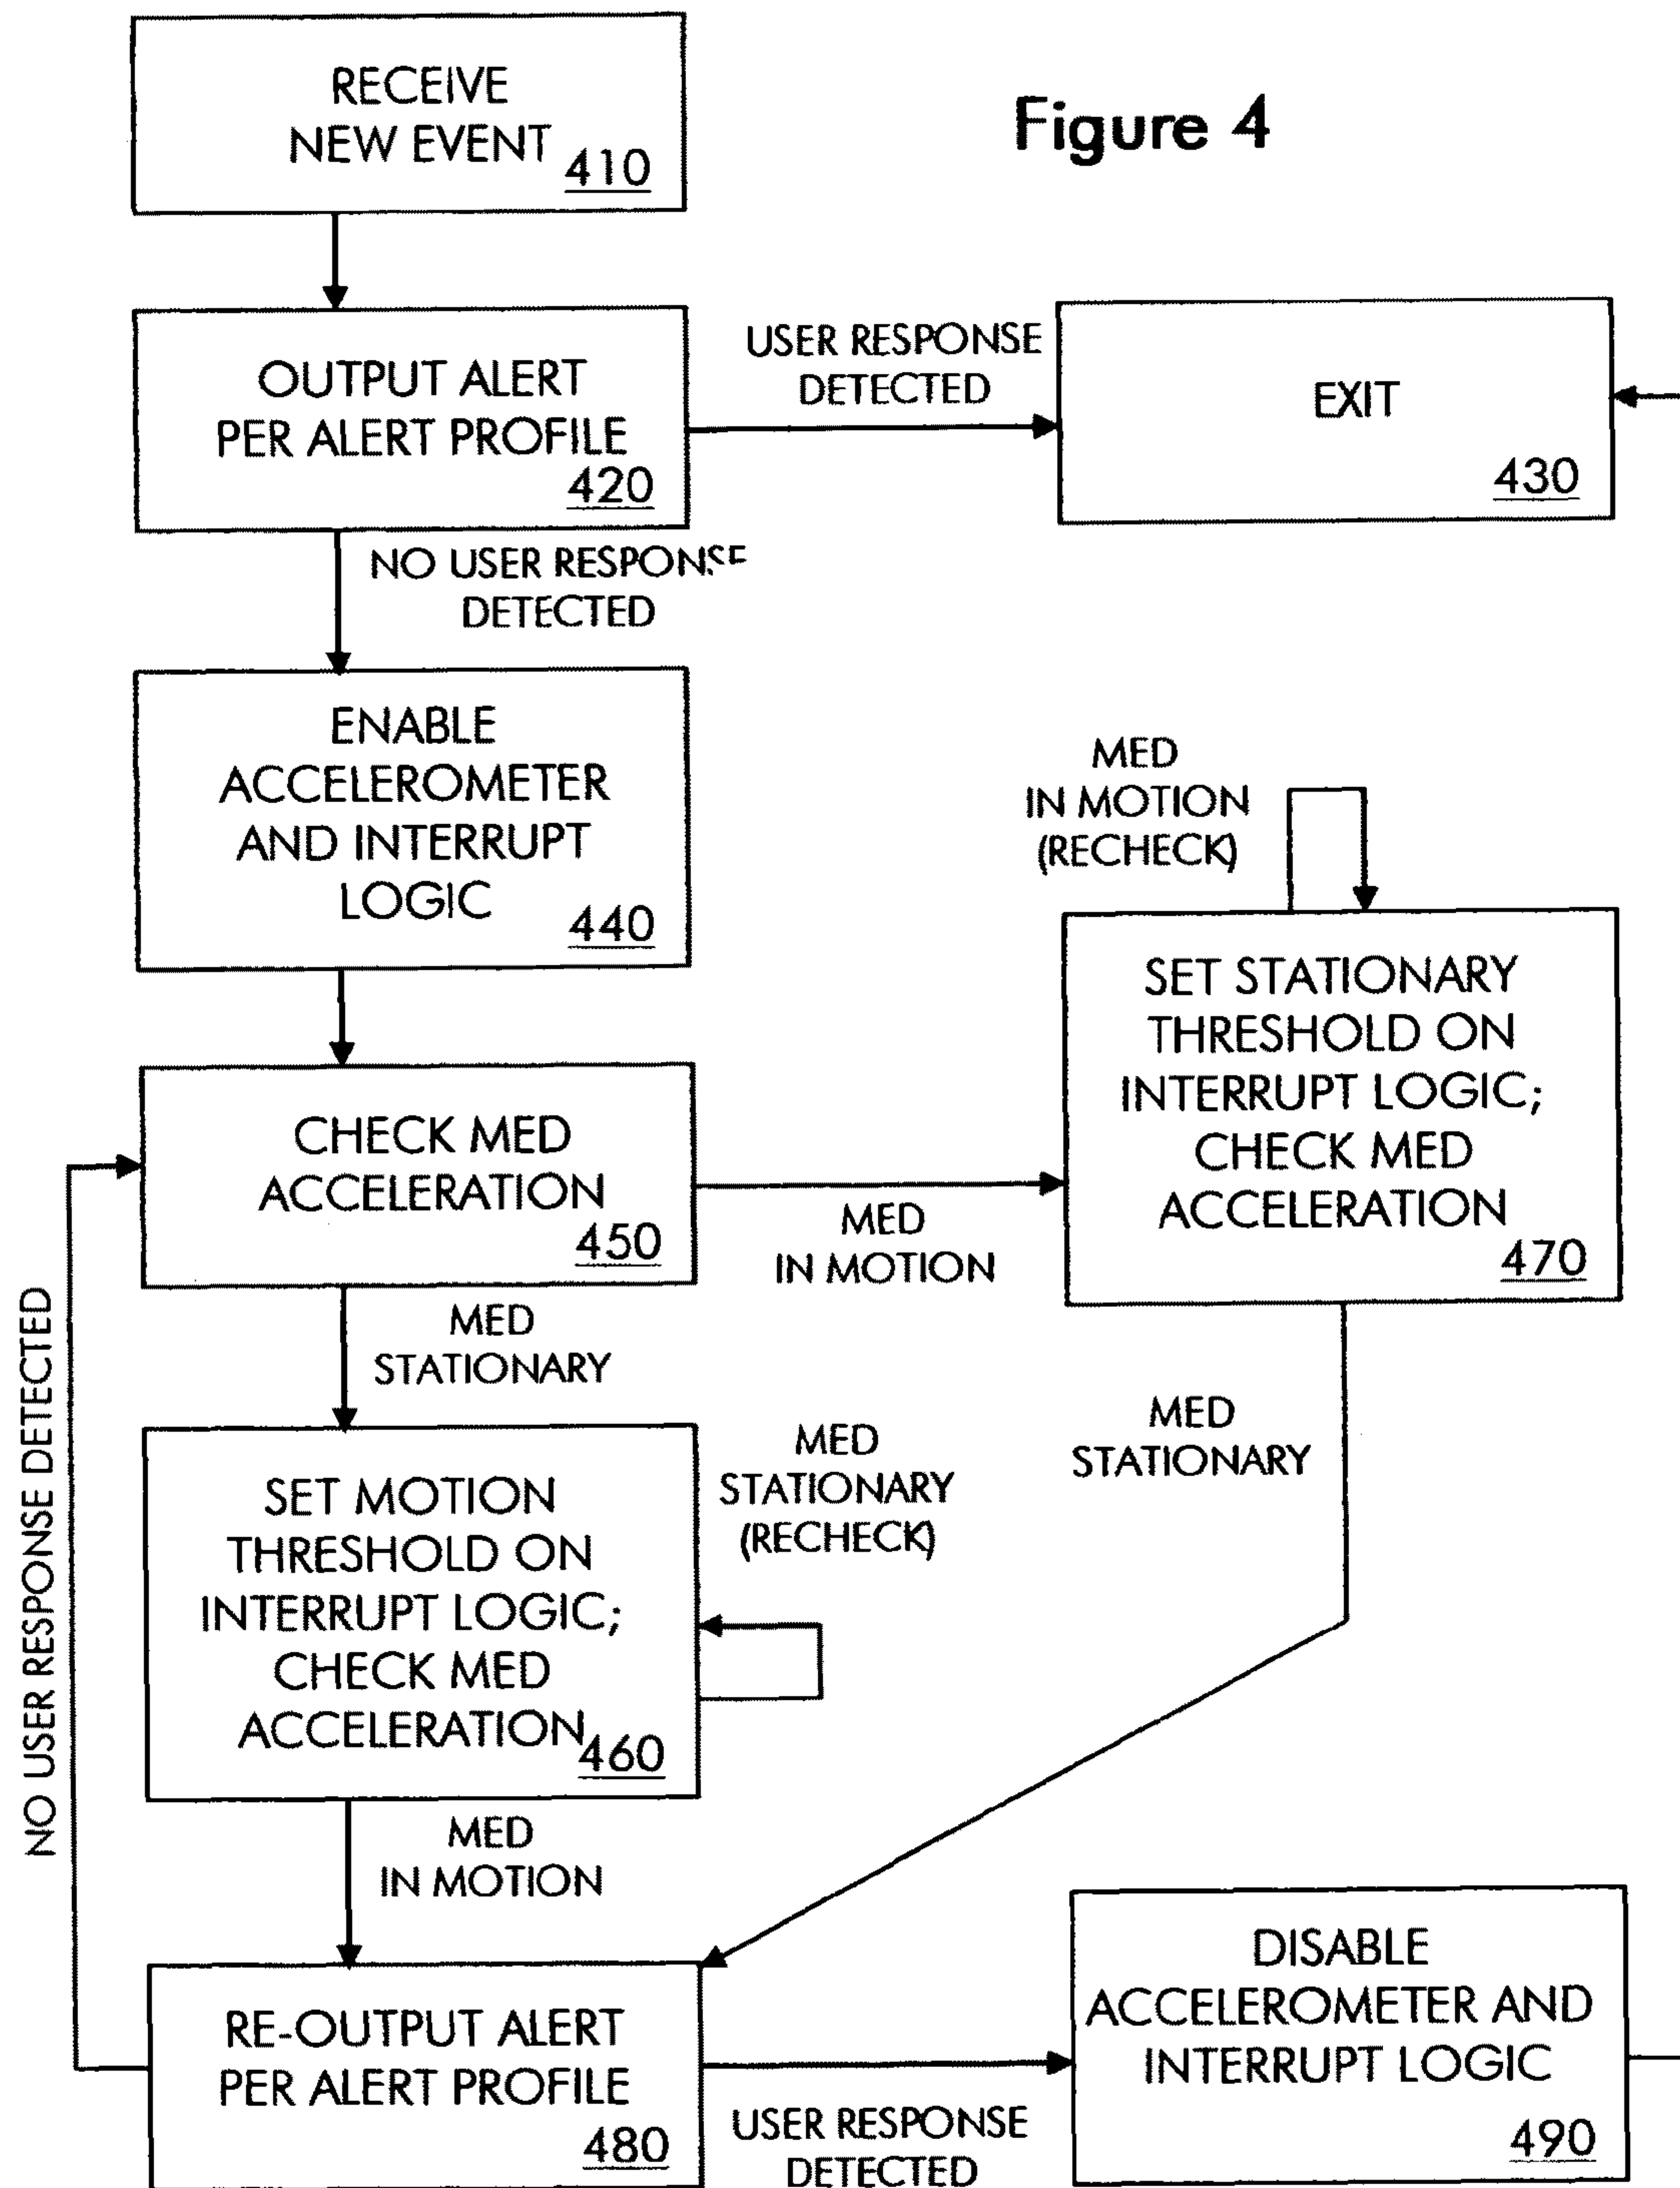 Figure 4
RECEIVE
NEW EVENT
410
OUTPUT ALERT
PER ALERT PROFILE
420
USER RESPONSE
DETECTED
EXIT
430
NO USER RESPONSE
DETECTED
ENABLE
ACCELEROMETER
AND INTERRUPT
LOGIC
440
MED
IN MOTION
(RECHECK)
SET STATIONARY
THRESHOLD ON
INTERRUPT LOGIC;
CHECK MED
ACCELERATION
470
CHECK MED
ACCELERATION
450
MED
IN MOTION
MED
STATIONARY
MED
STATIONARY
NO USER RESPONSE DETECTED
SET MOTION
THRESHOLD ON
INTERRUPT LOGIC;
CHECK MED
ACCELERATION
460
MED
STATIONARY
(RECHECK)
MED
IN MOTION
RE-OUTPUT ALERT
PER ALERT PROFILE
480
USER RESPONSE
DETECTED
DISABLE
ACCELEROMETER AND
INTERRUPT LOGIC
490